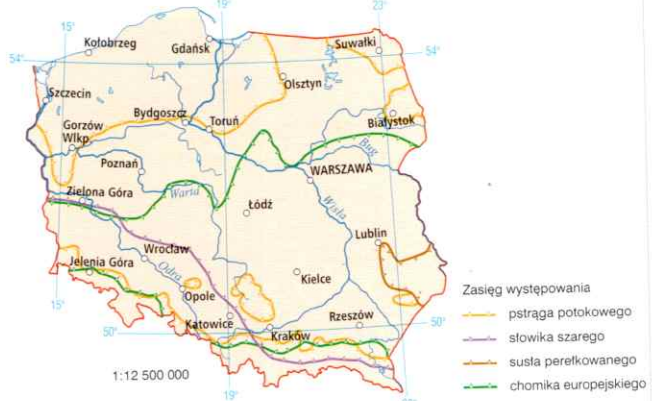 15°
19°
23°
54°
54°
Kołobrzeg
Gdańsk
Suwałki
Szczecin
Olsztyn
Bydgoszcz
Toruń
Białystok
Gorzów
Wlkp
Poznań
Bug
WARSZAWA
Zielona Góra
Warta
Łódź
Wisła
Lublin
Wrocław
Jelenia Góra
Odra
Kielce
Opole
15°
50°
Katowice
Kraków
Rzeszów
50°
1:12 500 000
19°
Zasięg występowania
pstrąga potokowego
słowika szarego
susła perełkowanego
chomika europejskiego